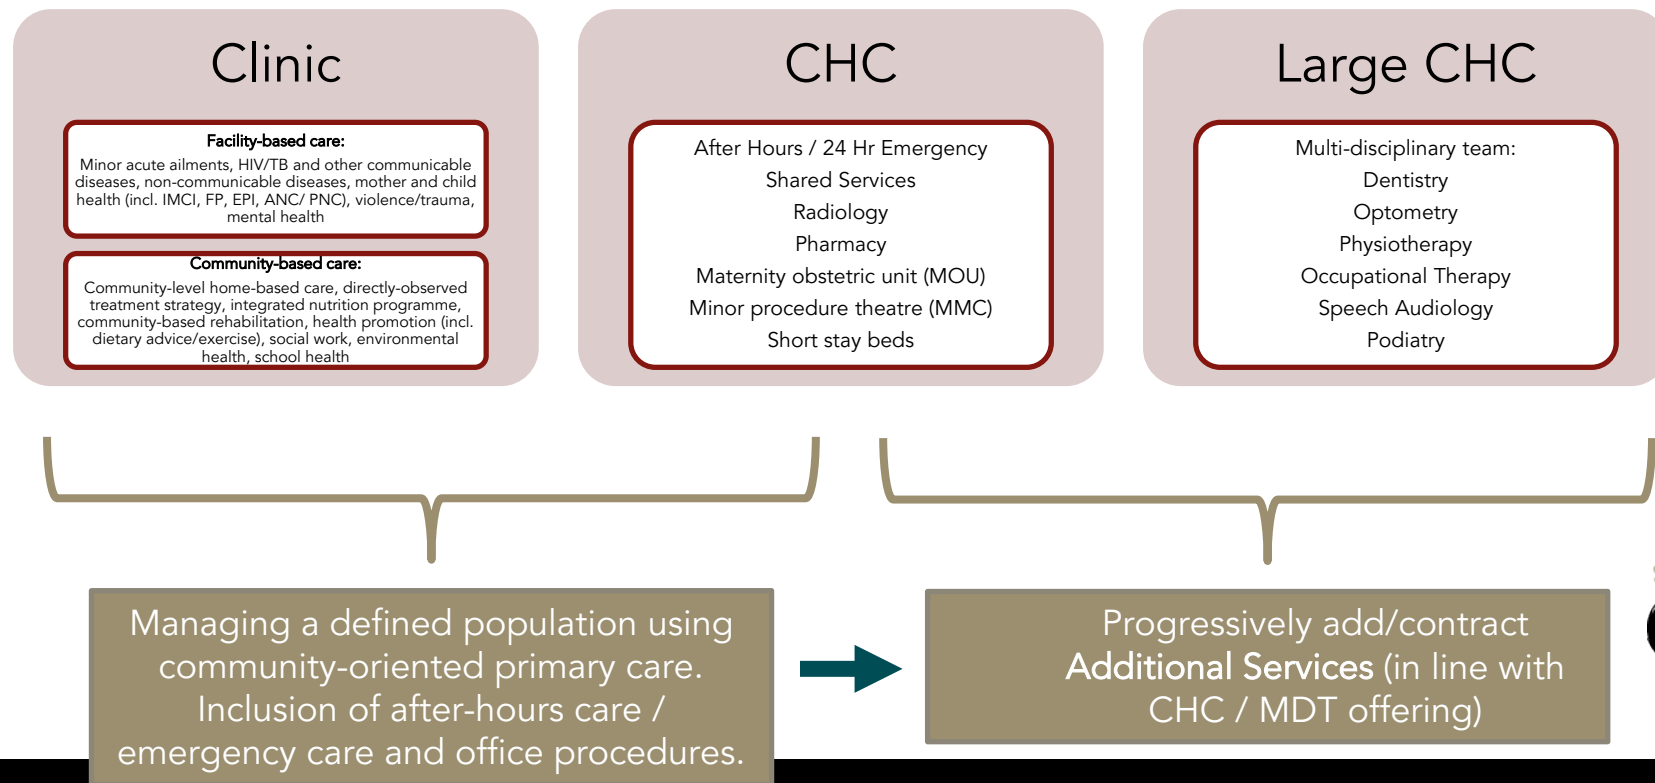 Clinic
Facility-based care:
Minor acute ailments, HIV/TB and other communicable
diseases, non-communicable diseases, mother and child
health (incl. IMCI, FP, EPI, ANC/ PNC), violence/trauma,
mental health
Community-based care:
Community-level home-based care, directly-observed
treatment strategy, integrated nutrition programme,
community-based rehabilitation, health promotion (incl.
dietary advice/exercise), social work, environmental
health, school health
CHC
After Hours / 24 Hr Emergency
Shared Services
Radiology
Pharmacy
Maternity obstetric unit (MOU)
Minor procedure theatre (MMC)
Short stay beds
Large CHC
Multi-disciplinary team:
Dentistry
Optometry
Physiotherapy
Occupational Therapy
Speech Audiology
Podiatry
Managing a defined population using
community-oriented primary care.
Inclusion of after-hours care /
emergency care and office procedures.
Progressively add/contract
Additional Services (in line with
CHC / MDT offering)